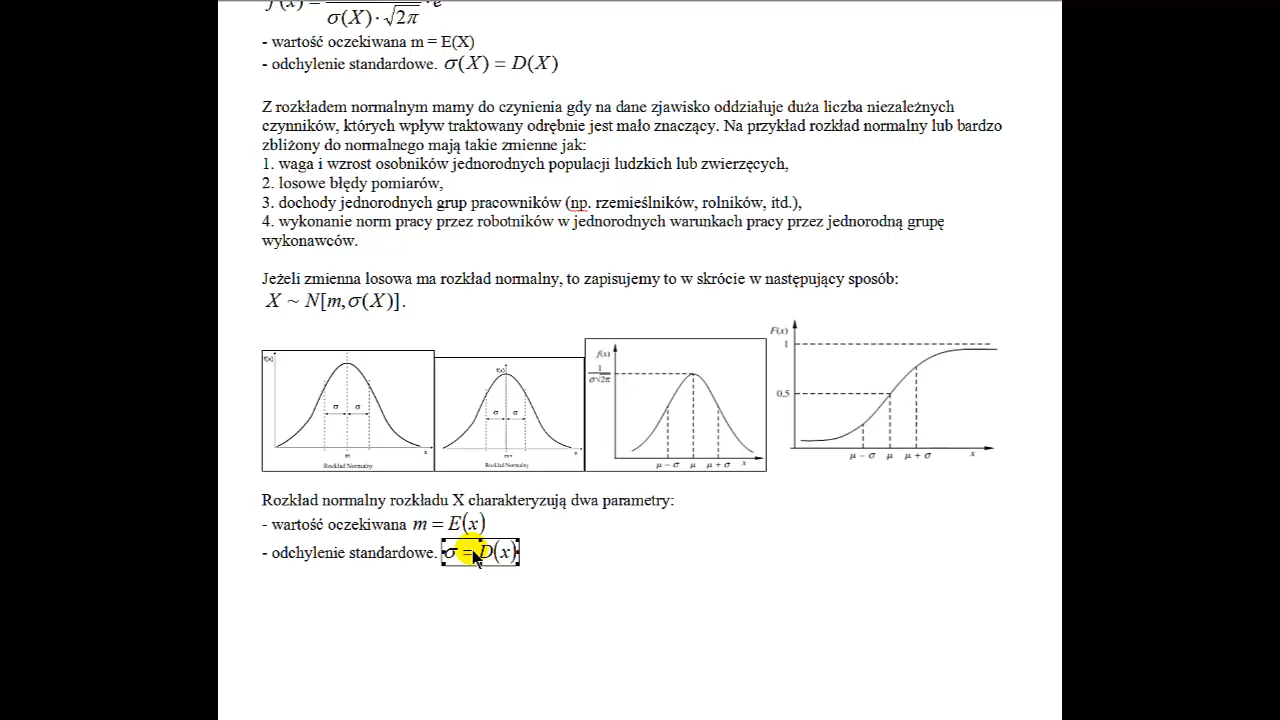 f(x) =
σ(X)·√2π ·e
- wartość oczekiwana m = E(X)
- odchylenie standardowe. σ(X) = D(X)
Z rozkładem normalnym mamy do czynienia gdy na dane zjawisko oddziałuje duża liczba niezależnych
czynników, których wpływ traktowany odrębnie jest mało znaczący. Na przykład rozkład normalny lub bardzo
zbliżony do normalnego mają takie zmienne jak:
1. waga i wzrost osobników jednorodnych populacji ludzkich lub zwierzęcych,
2. losowe błędy pomiarów,
3. dochody jednorodnych grup pracowników (np. rzemieślników, rolników, itd.),
4. wykonanie norm pracy przez robotników w jednorodnych warunkach pracy przez jednorodną grupę
wykonawców.
Jeżeli zmienna losowa ma rozkład normalny, to zapisujemy to w skrócie w następujący sposób:
X ~ N[m,σ(X)].
f(x)
σ σ
m x
Rozkład Normalny
f(x)
σ σ
x
Rozkład Normalny
f(x)
1
σ√2π
μ – σ μ μ + σ x
F(x)
1
0,5
μ – σ μ μ + σ x
Rozkład normalny rozkładu X charakteryzują dwa parametry:
- wartość oczekiwana m = E(x)
- odchylenie standardowe. σ = D(x)